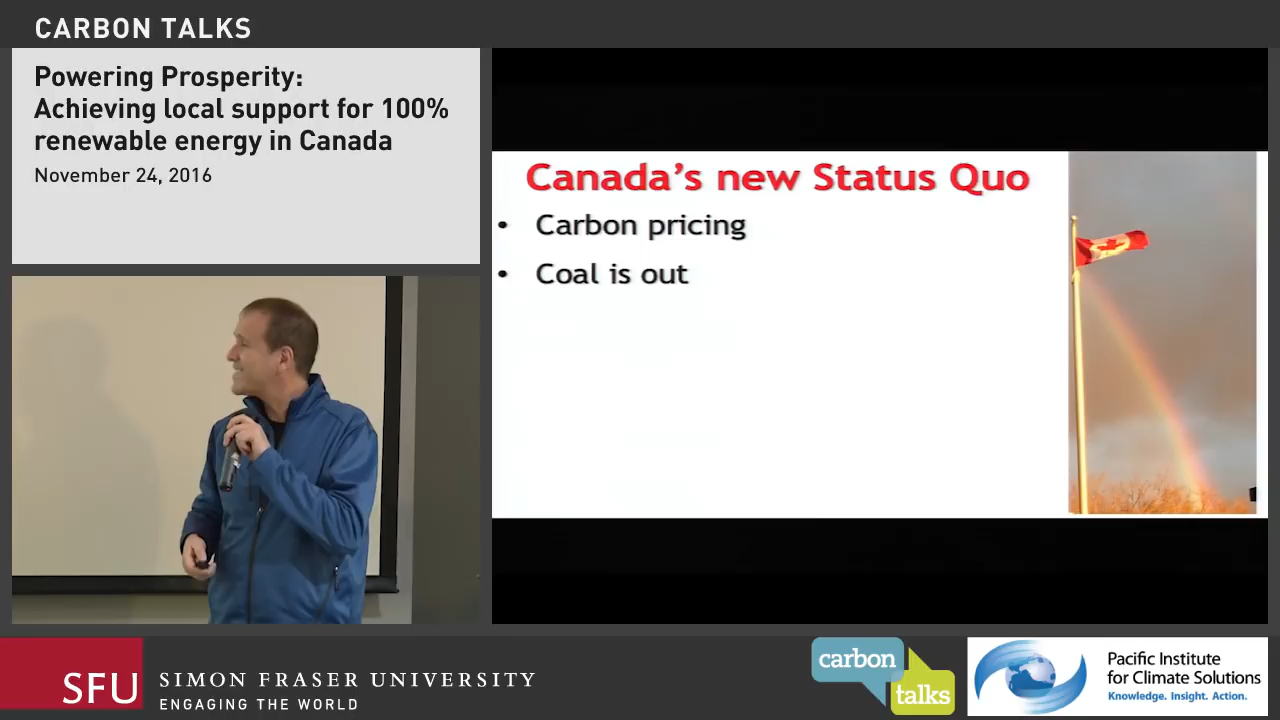 CARBON TALKS
Powering Prosperity:
Achieving local support for 100%
renewable energy in Canada
November 24, 2016
Canada's new Status Quo
• Carbon pricing
• Coal is out
SFU
SIMON FRASER UNIVERSITY
ENGAGING THE WORLD
carbon
talks
Pacific Institute
for Climate Solutions
Knowledge. Insight. Action.